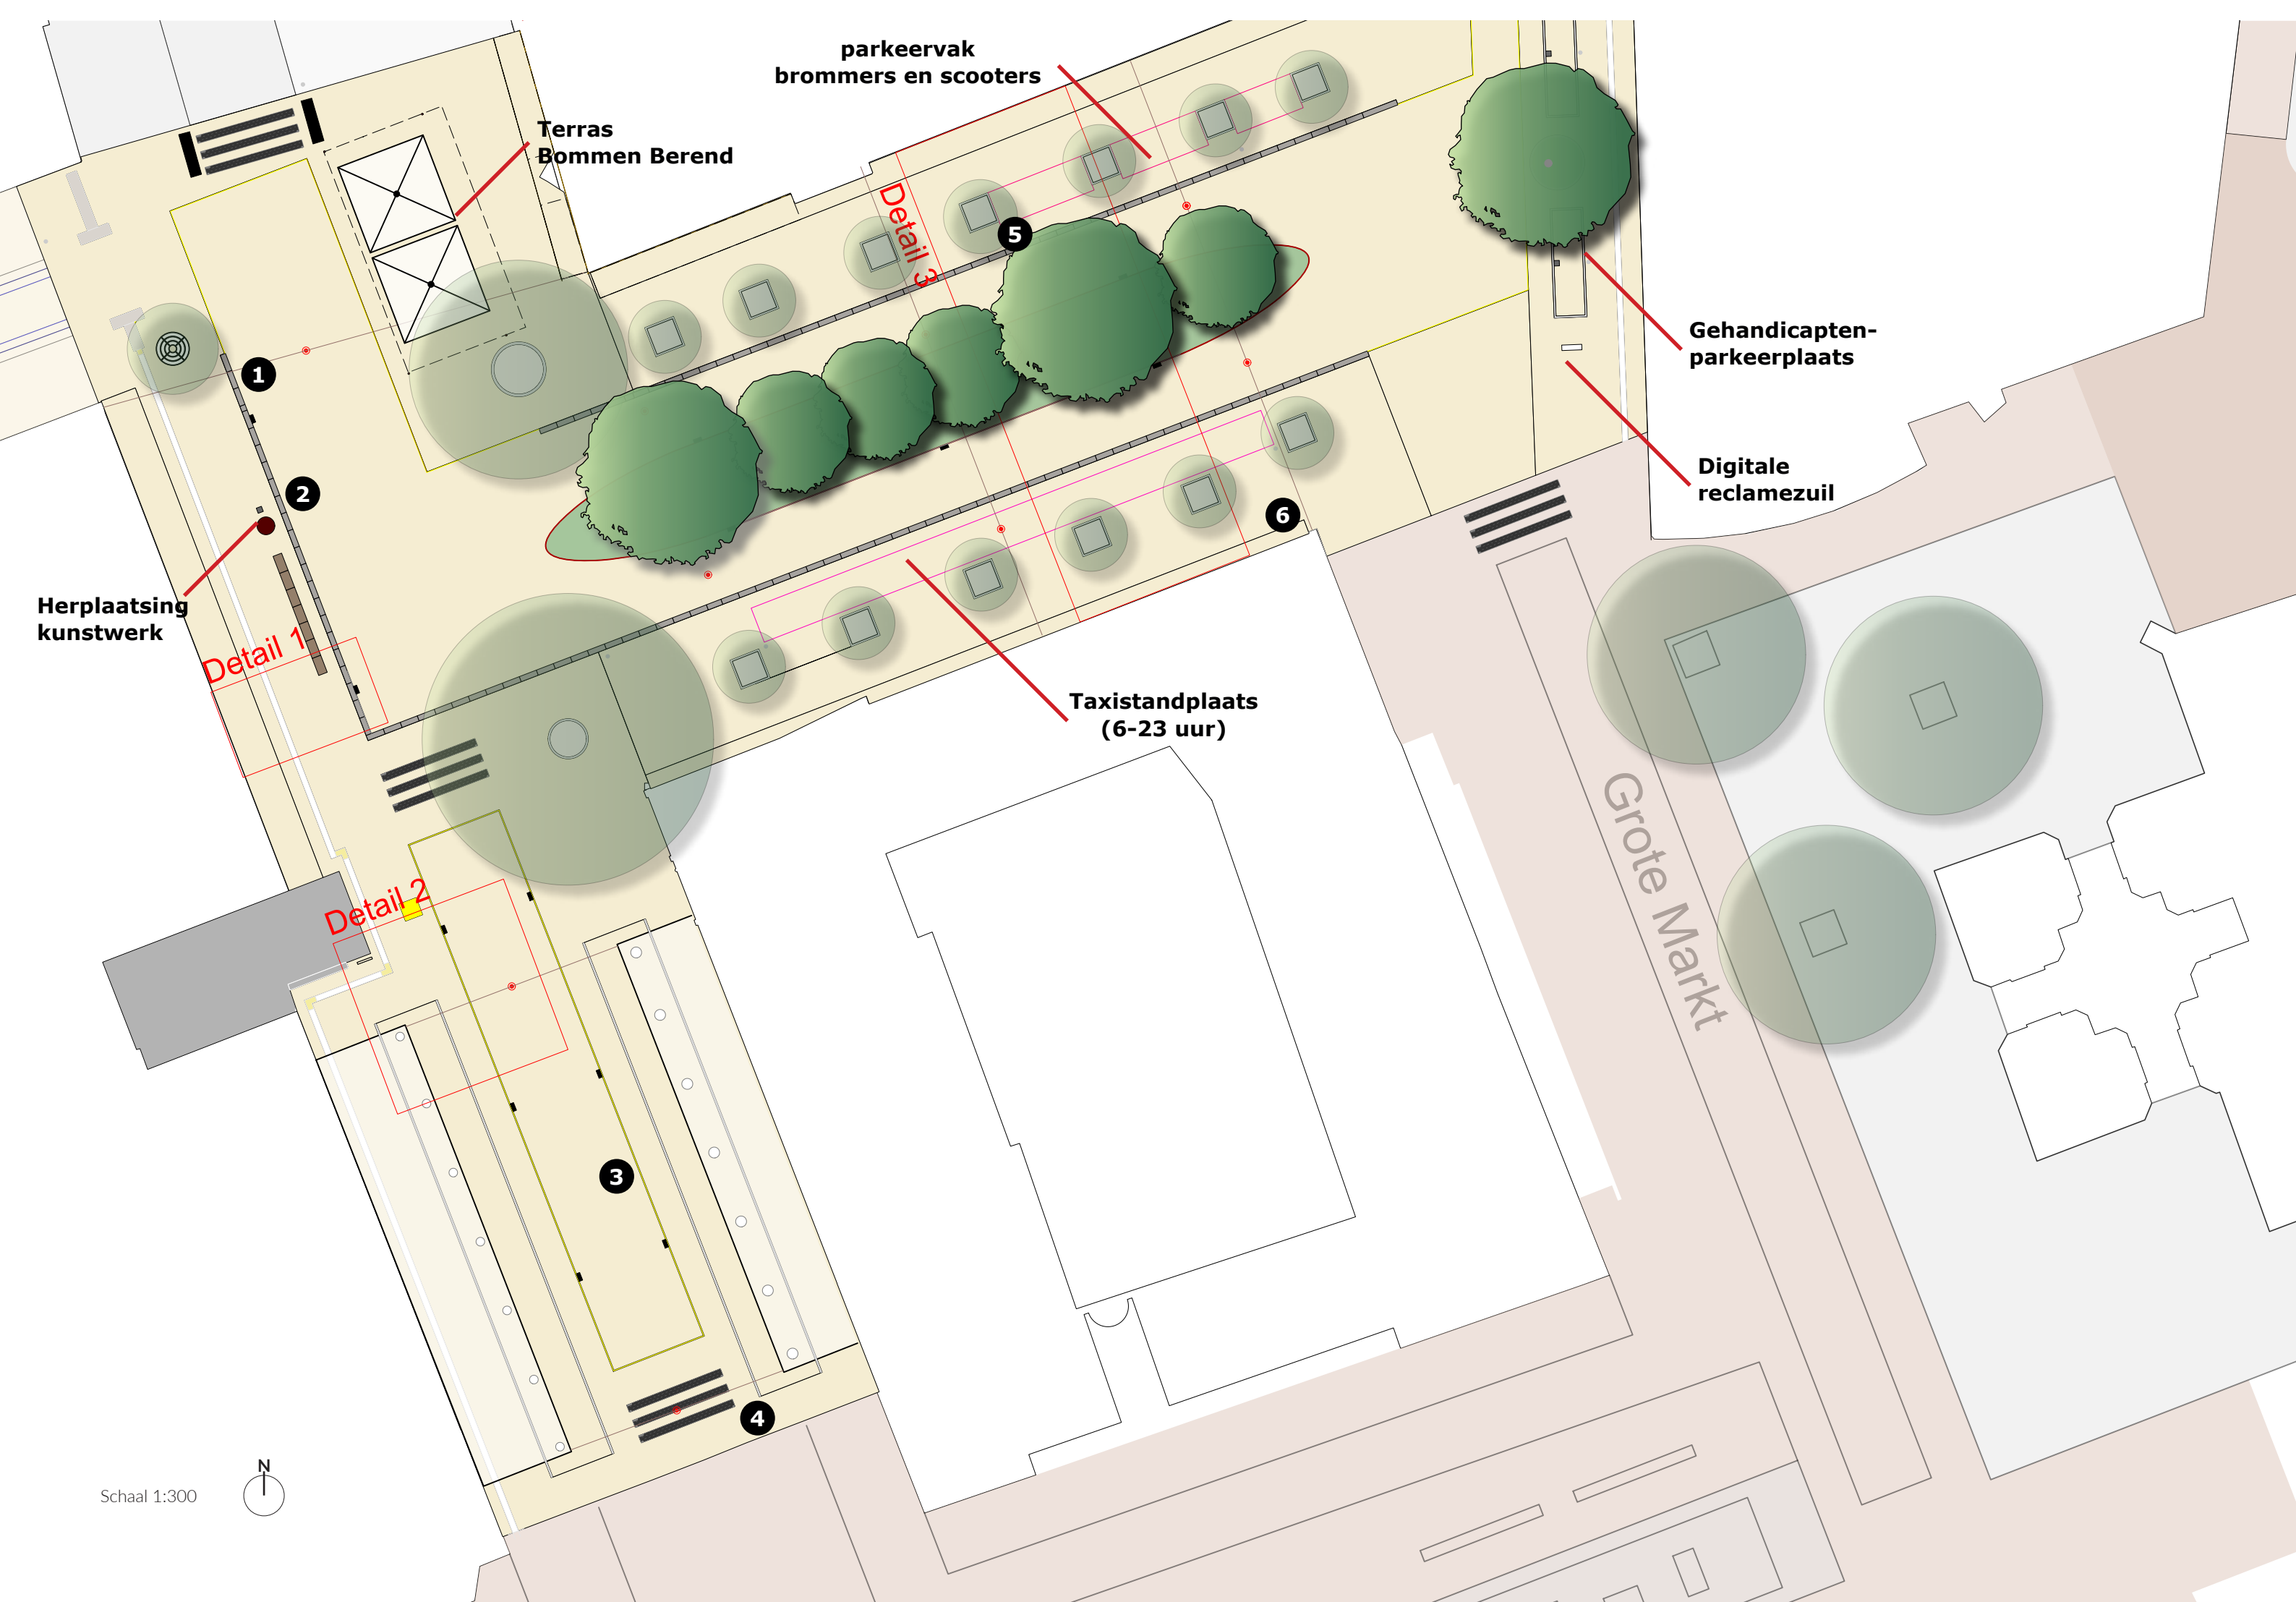 parkeervak
brommers en scooters
Terras
Bommen Berend
Detail 3
5
1
2
Gehandicapten-
parkeerplaats
Digitale
reclamezuil
6
Herplaatsing
kunstwerk
Detail 1
Taxistandplaats
(6-23 uur)
Grote Markt
Detail 2
3
4
N
Schaal 1:300